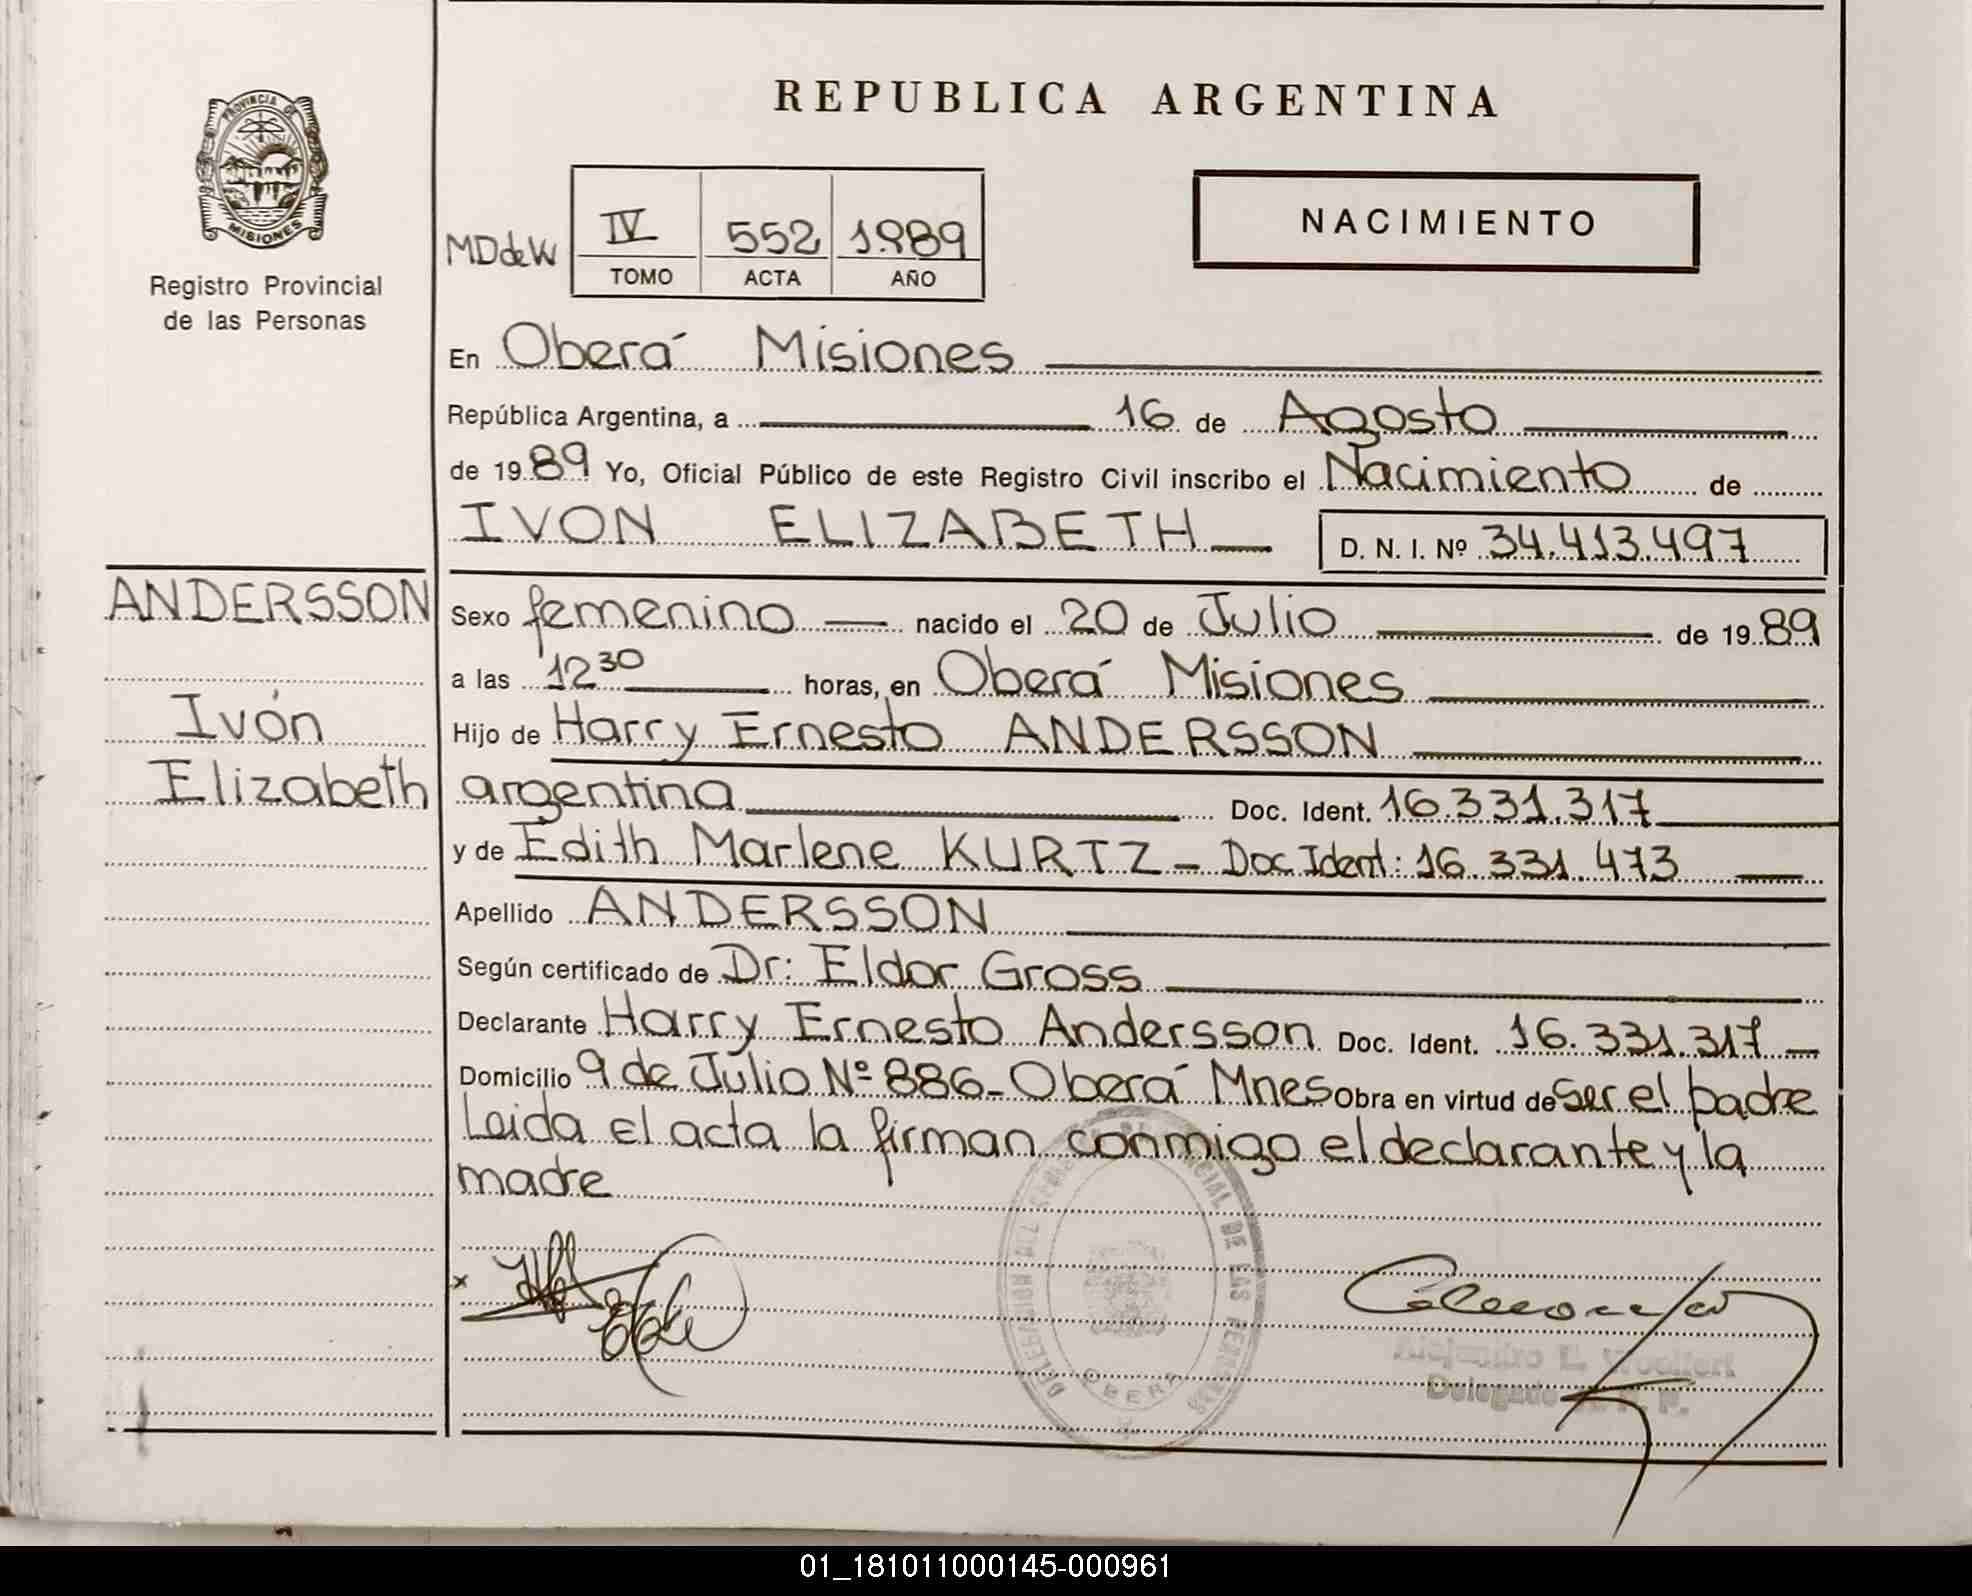 REPUBLICA ARGENTINA
PROVINCIA DE
MISIONES
Registro Provincial
de las Personas
NACIMIENTO
MDdeW IV 552 1989
TOMO ACTA AÑO
En Oberá Misiones
República Argentina, a 16 de Agosto
de 1989 Yo, Oficial Público de este Registro Civil inscribo el Nacimiento de
IVON ELIZABETH D. N. I. Nº 34.413.497
ANDERSSON
Ivón
Elizabeth
Sexo femenino nacido el 20 de Julio de 1989
a las 12 30 horas, en Oberá Misiones
Hijo de Harry Ernesto ANDERSSON
argentina Doc. Ident. 16.331.317
y de Edith Marlene KURTZ - Doc Ident: 16.331.473
Apellido ANDERSSON
Según certificado de Dr: Eldor Gross
Declarante Harry Ernesto Andersson Doc. Ident. 16.331.317
Domicilio 9 de Julio Nº 886 - Oberá Mnes Obra en virtud de ser el padre
Leida el acta la firman conmigo el declarante y la
madre
DE LAS PERSONAS
OBERA
Delegado
01_181011000145-000961